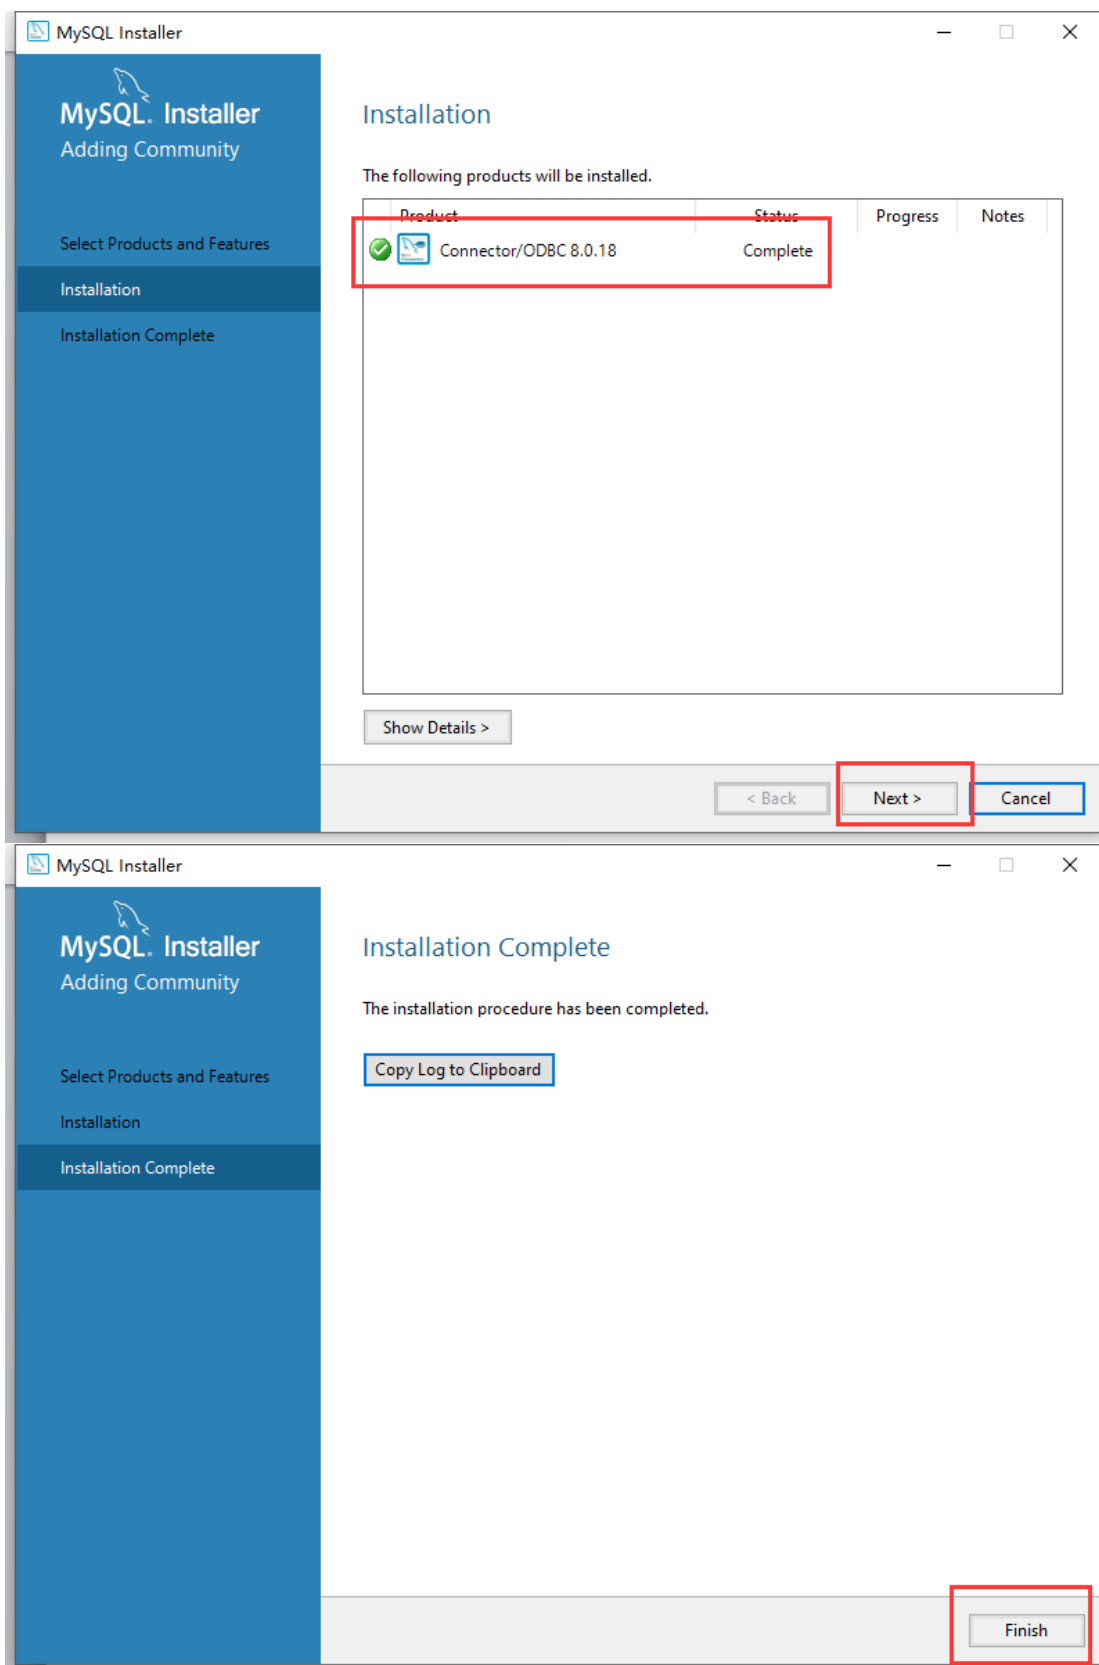 MySQL Installer
MySQL. Installer
Adding Community
Select Products and Features
Installation
Installation Complete
Installation
The following products will be installed.
Product Status Progress Notes
Connector/ODBC 8.0.18 Complete
Show Details >
< Back Next > Cancel
MySQL Installer
MySQL. Installer
Adding Community
Select Products and Features
Installation
Installation Complete
Installation Complete
The installation procedure has been completed.
Copy Log to Clipboard
Finish